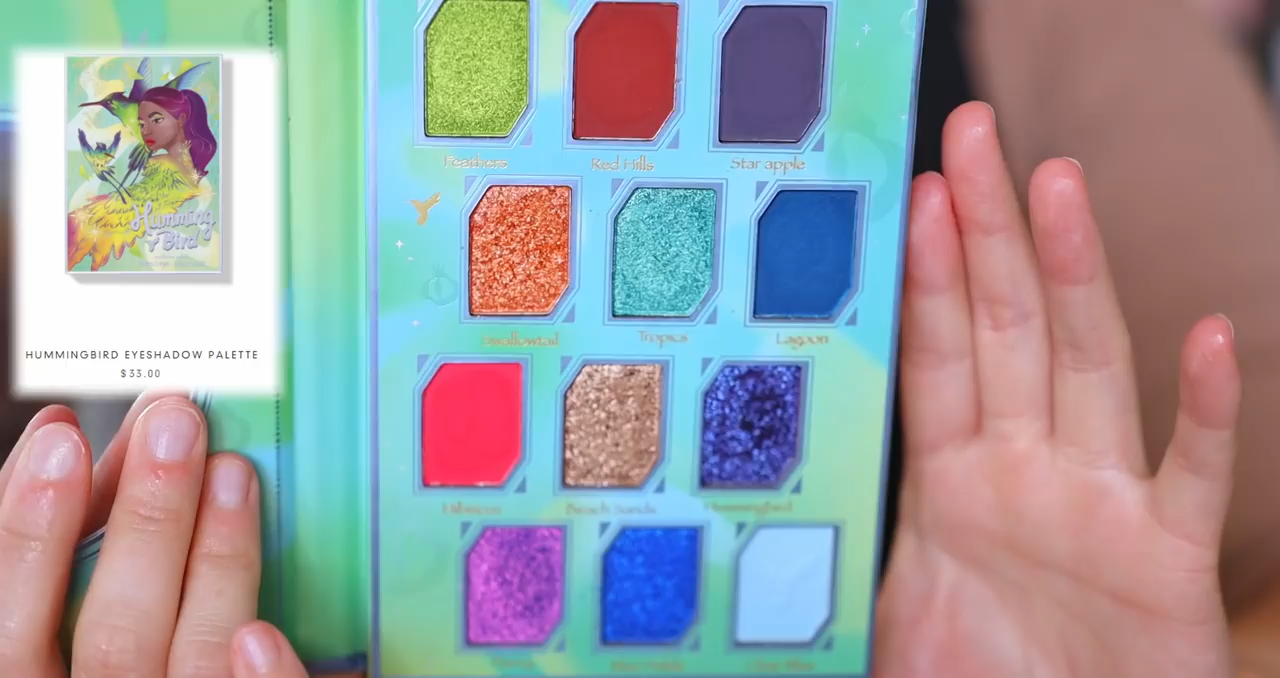 Humming
Bird
HUMMINGBIRD EYESHADOW PALETTE
$33.00
Feathers
Red Hills
Star apple
Swallowtail
Tropics
Lagoon
Hibiscus
Beach Sands
Hummingbird